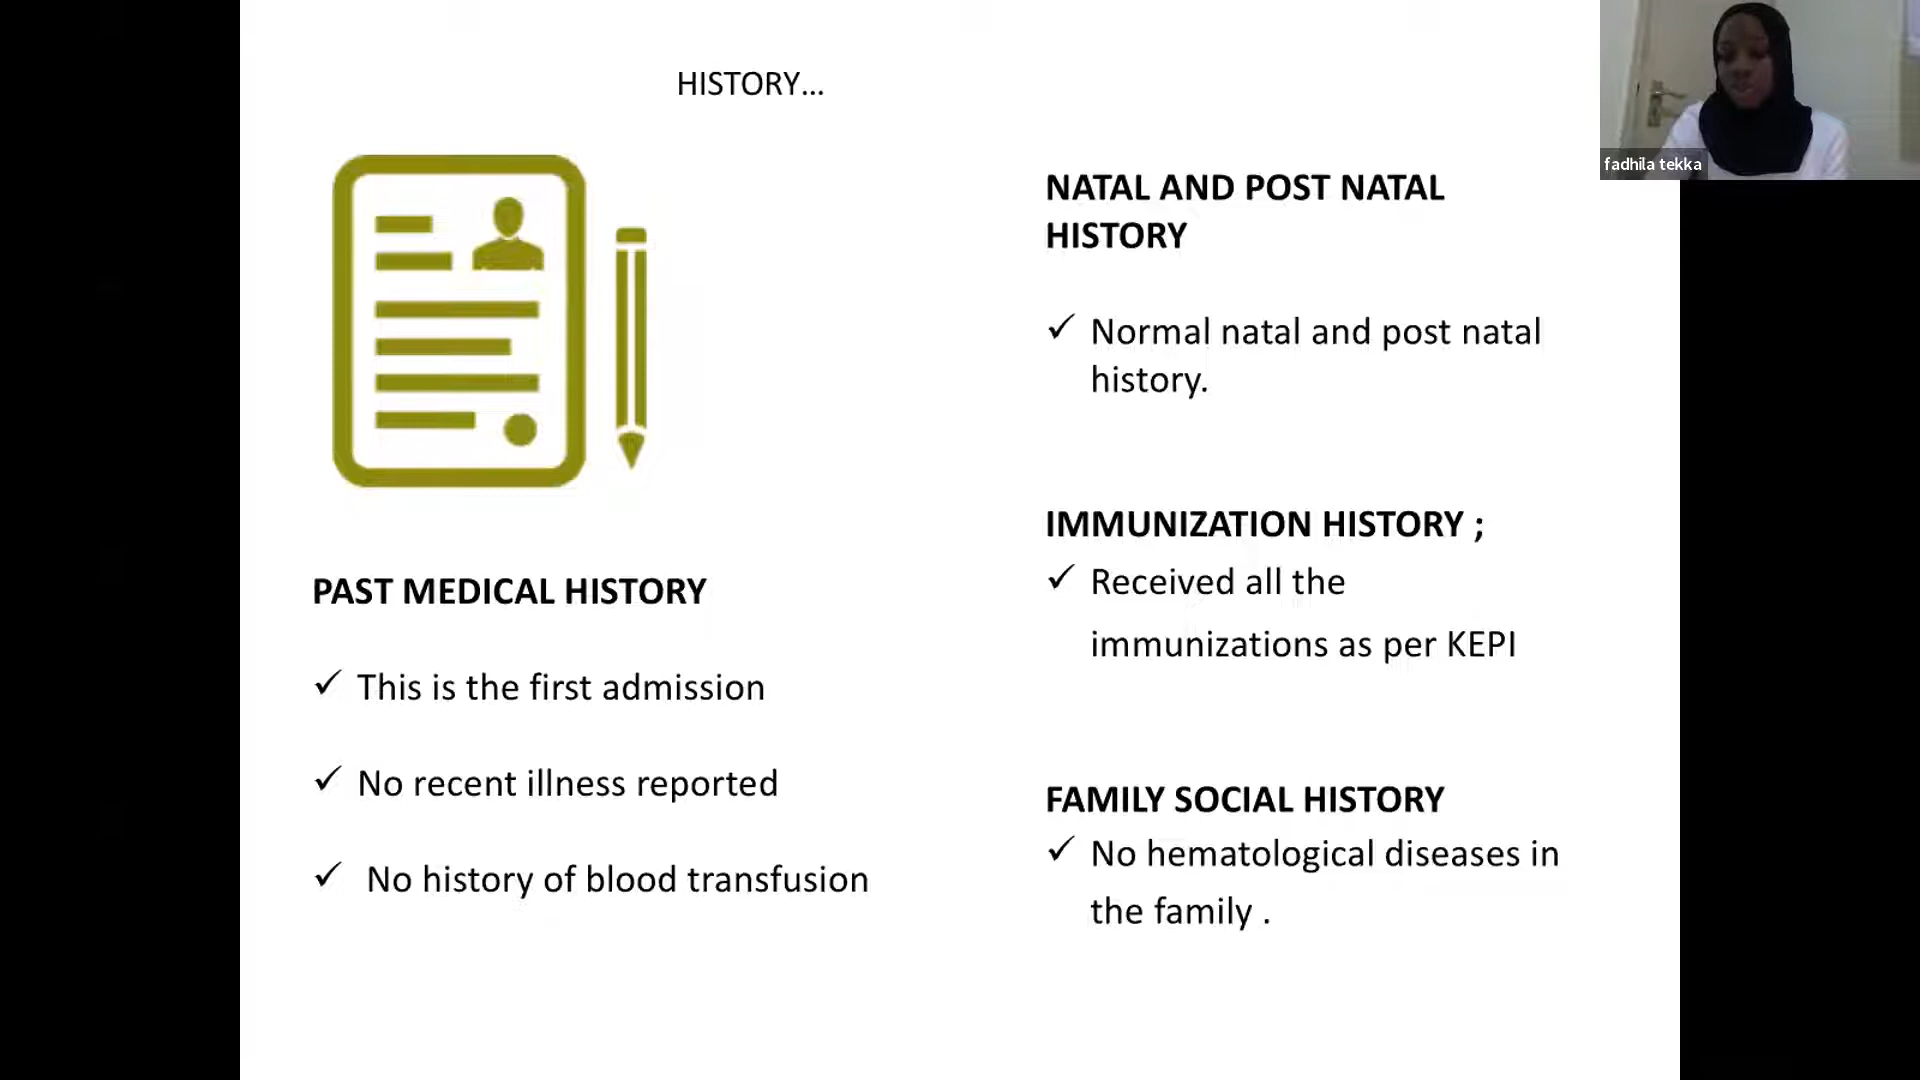 HISTORY...
fadhila tekka
PAST MEDICAL HISTORY
This is the first admission
No recent illness reported
No history of blood transfusion
NATAL AND POST NATAL
HISTORY
Normal natal and post natal
history.
IMMUNIZATION HISTORY ;
Received all the
immunizations as per KEPI
FAMILY SOCIAL HISTORY
No hematological diseases in
the family .